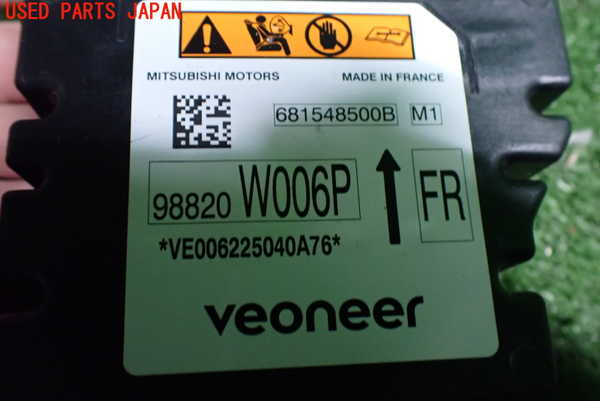 USED PARTS JAPAN
MITSUBISHI MOTORS MADE IN FRANCE
681548500B M1
98820 W006P FR
*VE006225040A76*
veoneer